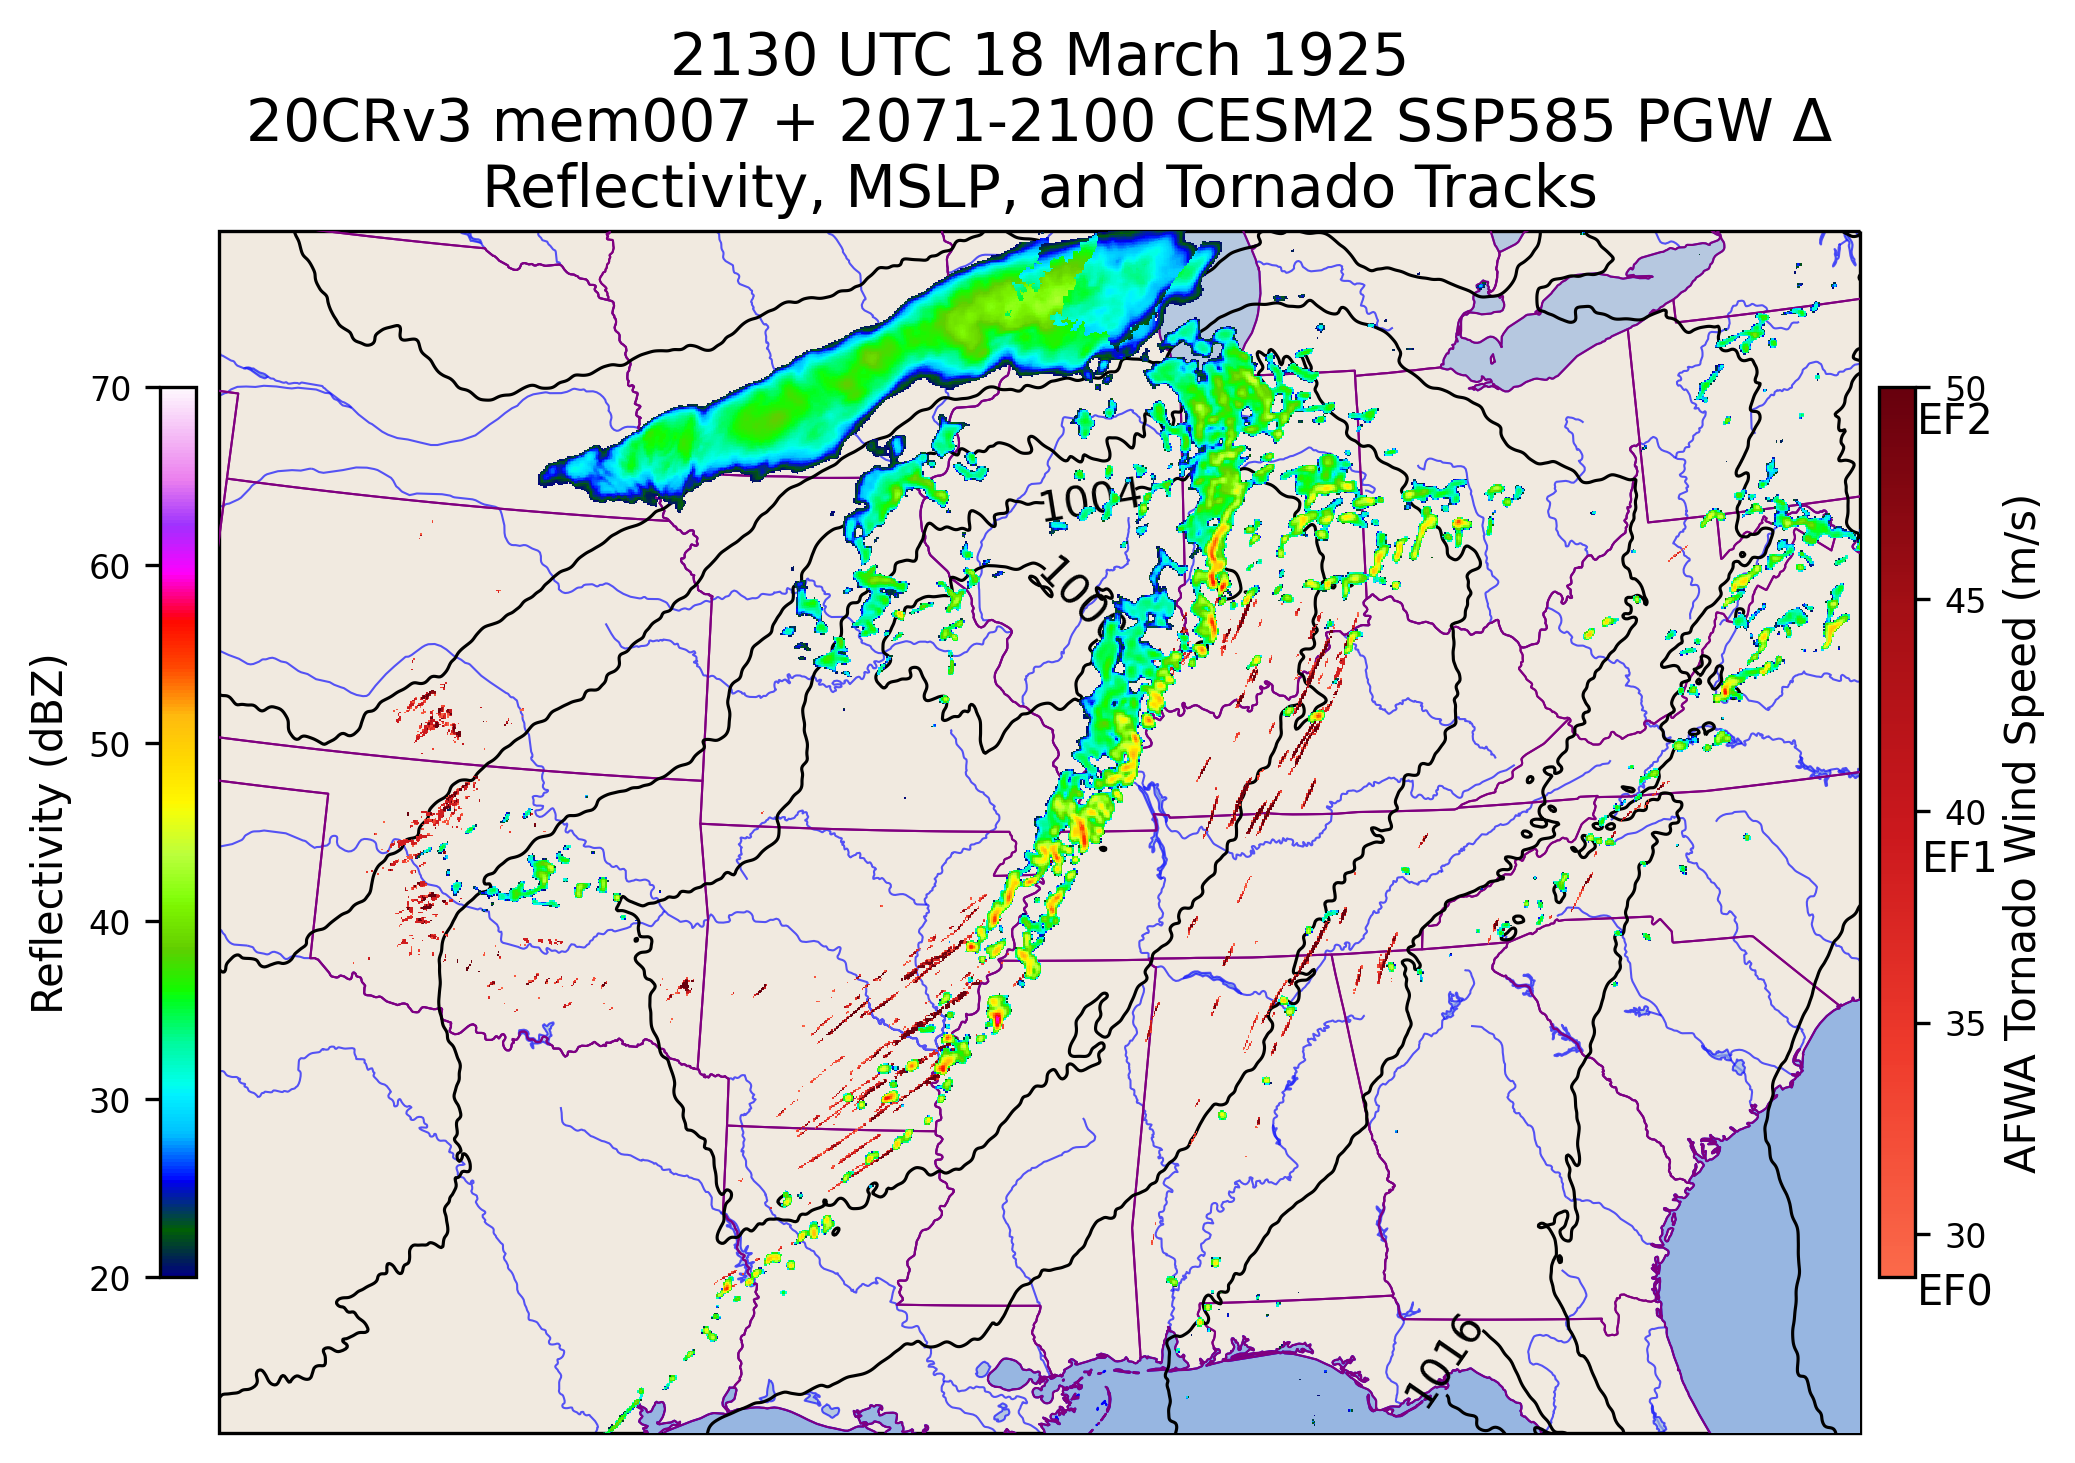 2130 UTC 18 March 1925
20CRv3 mem007 + 2071-2100 CESM2 SSP585 PGW Δ
Reflectivity, MSLP, and Tornado Tracks
Reflectivity (dBZ)
70
60
50
40
30
20
1004
100
1016
50
EF2
45
40
EF1
35
30
EF0
AFWA Tornado Wind Speed (m/s)